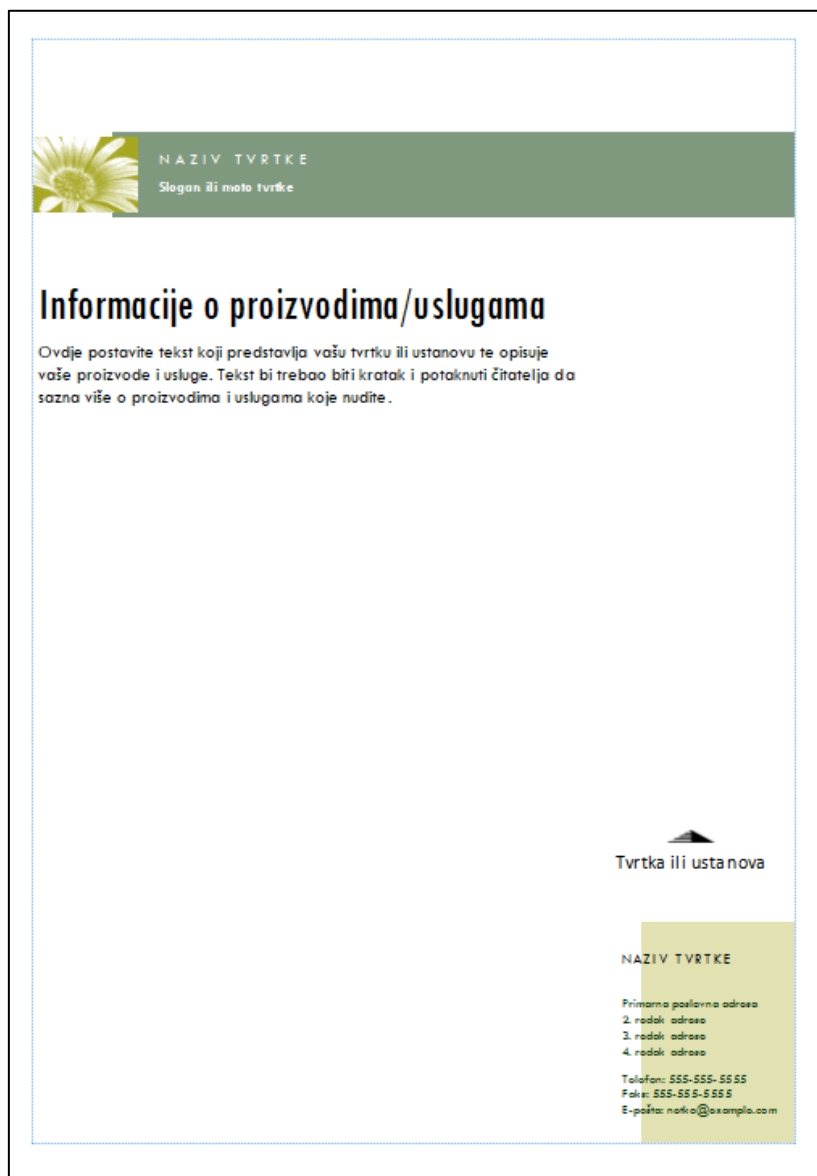 NAZIV TVRTKE
Slogan ili moto tvrtke
Informacije o proizvodima/uslugama
Ovdje postavite tekst koji predstavlja vašu tvrtku ili ustanovu te opisuje
vaše proizvode i usluge. Tekst bi trebao biti kratak i potaknuti čitatelja da
sazna više o proizvodima i uslugama koje nudite.
Tvrtka ili ustanova
NAZIV TVRTKE
Primarna poslovna adresa
2. redak adrese
3. redak adrese
4. redak adrese
Telefon: 555-555-5555
Faks: 555-555-5555
E-pošta: netko@example.com